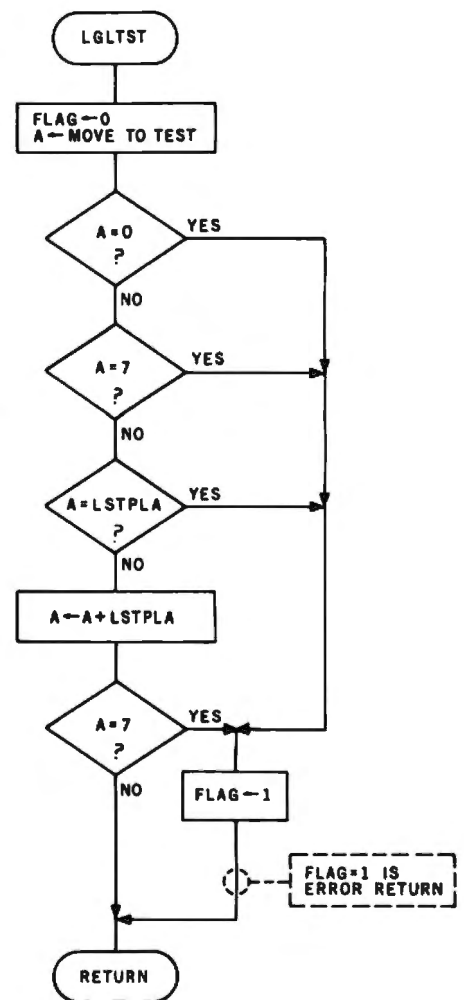 LGLTST
FLAG←0
A←MOVE TO TEST
A=0
?
YES
NO
A=7
?
YES
NO
A=LSTPLA
?
YES
NO
A←A+LSTPLA
A=7
?
YES
NO
FLAG←1
FLAG=1 IS
ERROR RETURN
RETURN